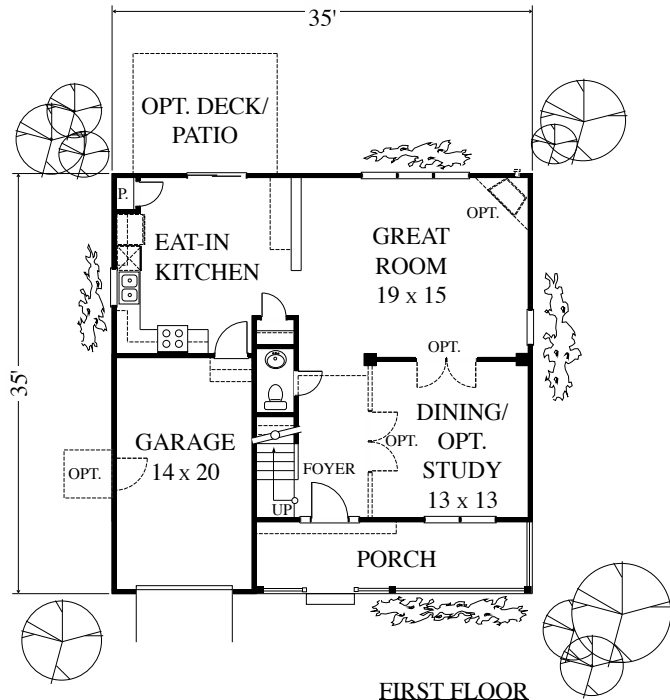 35'
OPT. DECK/
PATIO
P.
OPT.
EAT-IN
KITCHEN
GREAT
ROOM
19 x 15
35'
OPT.
GARAGE
14 x 20
DINING/
OPT.
STUDY
13 x 13
OPT.
OPT.
FOYER
UP
PORCH
FIRST FLOOR